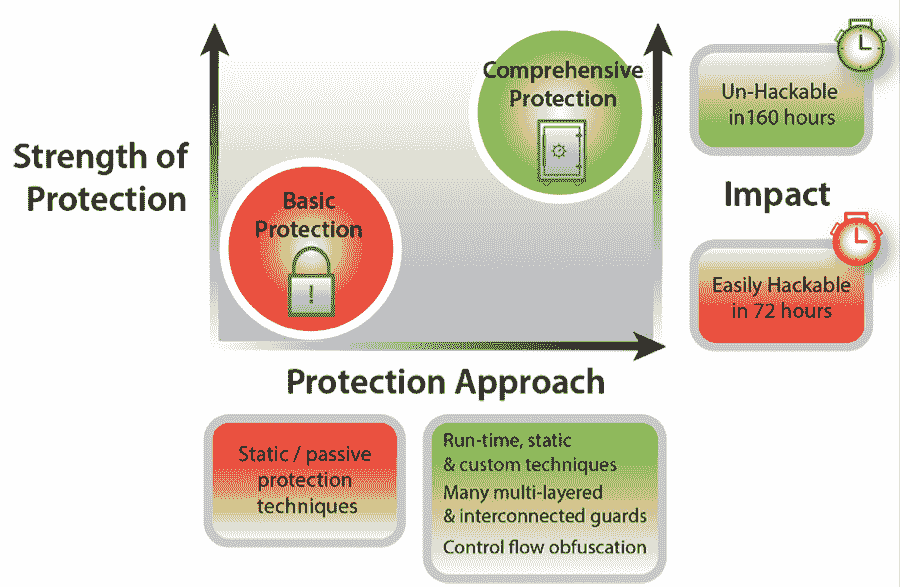 Strength of
Protection
Basic
Protection
!
Comprehensive
Protection
Un-Hackable
in160 hours
Impact
Easily Hackable
in 72 hours
Protection Approach
Static / passive
protection
techniques
Run-time, static
& custom techniques
Many multi-layered
& interconnected guards
Control flow obfuscation